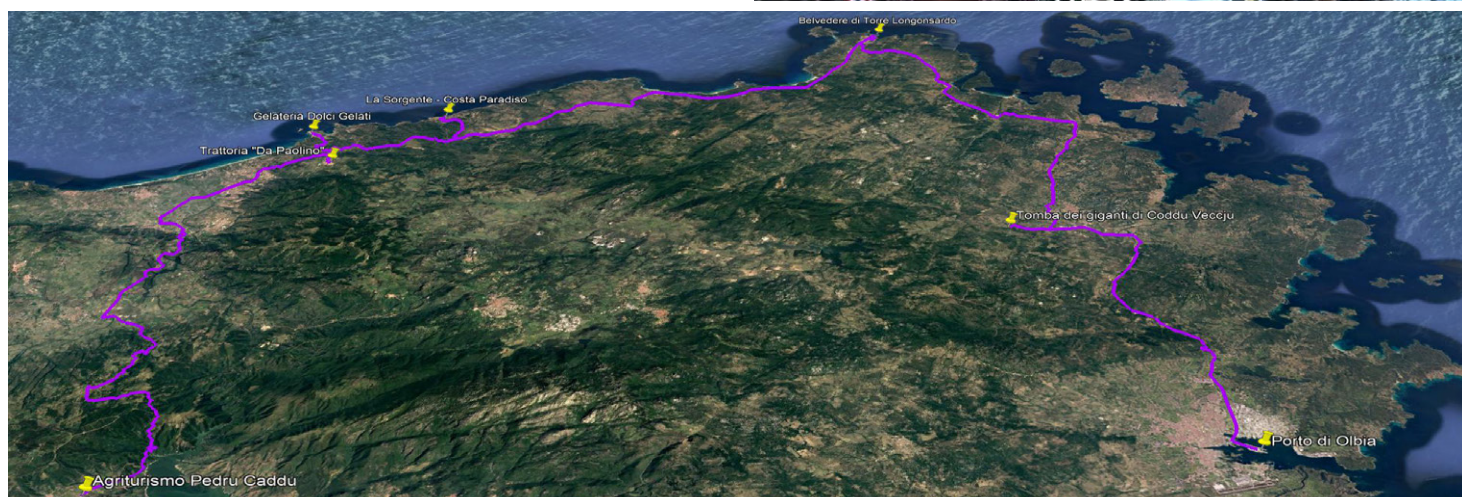 Belvedere di Torre Longonsardo
La Sorgente - Costa Paradiso
Gelateria Dolci Gelati
Trattoria "Da Paolino"
Tomba dei giganti di Coddu Veccju
Porto di Olbia
Agriturismo Pedru Caddu